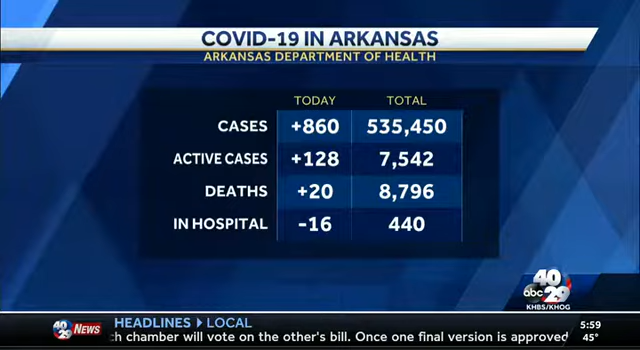 COVID-19 IN ARKANSAS
ARKANSAS DEPARTMENT OF HEALTH
TODAY TOTAL
CASES +860 535,450
ACTIVE CASES +128 7,542
DEATHS +20 8,796
IN HOSPITAL -16 440
40
abc 29
KHBS/KHOG
40 29 NEWS HEADLINES LOCAL 5:59
ch chamber will vote on the other's bill. Once one final version is approved 45°